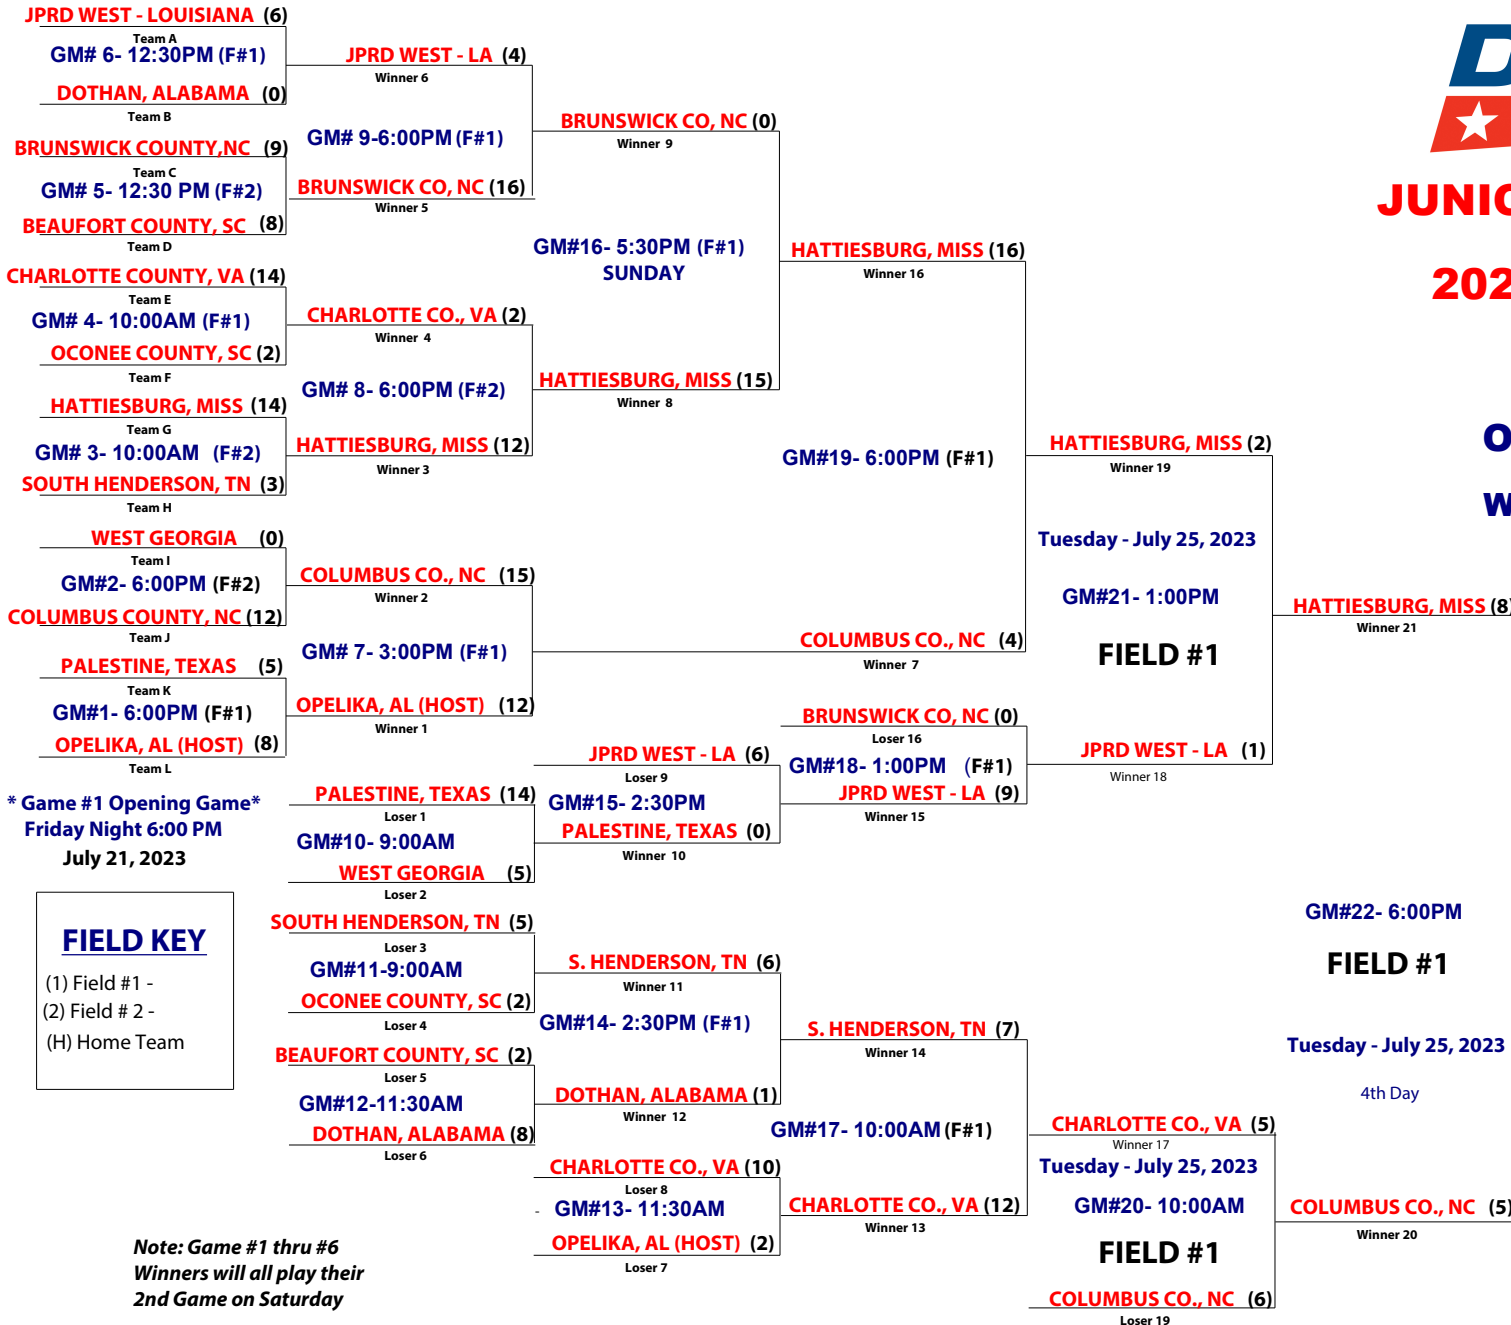 JPRD WEST - LOUISIANA (6)
Team A
GM# 6- 12:30PM (F#1)
DOTHAN, ALABAMA (0)
Team B
BRUNSWICK COUNTY,NC (9)
Team C
GM# 5- 12:30 PM (F#2)
BEAUFORT COUNTY, SC (8)
Team D
CHARLOTTE COUNTY, VA (14)
Team E
GM# 4- 10:00AM (F#1)
OCONEE COUNTY, SC (2)
Team F
HATTIESBURG, MISS (14)
Team G
GM# 3- 10:00AM (F#2)
SOUTH HENDERSON, TN (3)
Team H
WEST GEORGIA (0)
Team I
GM#2- 6:00PM (F#2)
COLUMBUS COUNTY, NC (12)
Team J
PALESTINE, TEXAS (5)
Team K
GM#1- 6:00PM (F#1)
OPELIKA, AL (HOST) (8)
Team L
* Game #1 Opening Game*
Friday Night 6:00 PM
July 21, 2023
FIELD KEY
(1) Field #1 -
(2) Field # 2 -
(H) Home Team
Note: Game #1 thru #6
Winners will all play their
2nd Game on Saturday
JPRD WEST - LA (4)
Winner 6
GM# 9-6:00PM (F#1)
BRUNSWICK CO, NC (16)
Winner 5
CHARLOTTE CO., VA (2)
Winner 4
GM# 8- 6:00PM (F#2)
HATTIESBURG, MISS (12)
Winner 3
COLUMBUS CO., NC (15)
Winner 2
GM# 7- 3:00PM (F#1)
OPELIKA, AL (HOST) (12)
Winner 1
PALESTINE, TEXAS (14)
Loser 1
GM#10- 9:00AM
WEST GEORGIA (5)
Loser 2
SOUTH HENDERSON, TN (5)
Loser 3
GM#11-9:00AM
OCONEE COUNTY, SC (2)
Loser 4
BEAUFORT COUNTY, SC (2)
Loser 5
GM#12-11:30AM
DOTHAN, ALABAMA (8)
Loser 6
BRUNSWICK CO, NC (0)
Winner 9
GM#16- 5:30PM (F#1)
SUNDAY
HATTIESBURG, MISS (15)
Winner 8
JPRD WEST - LA (6)
Loser 9
GM#15- 2:30PM
PALESTINE, TEXAS (0)
Winner 10
S. HENDERSON, TN (6)
Winner 11
GM#14- 2:30PM (F#1)
DOTHAN, ALABAMA (1)
Winner 12
CHARLOTTE CO., VA (10)
Loser 8
- GM#13- 11:30AM
OPELIKA, AL (HOST) (2)
Loser 7
HATTIESBURG, MISS (16)
Winner 16
GM#19- 6:00PM (F#1)
COLUMBUS CO., NC (4)
Winner 7
BRUNSWICK CO, NC (0)
Loser 16
GM#18- 1:00PM (F#1)
JPRD WEST - LA (9)
Winner 15
S. HENDERSON, TN (7)
Winner 14
GM#17- 10:00AM (F#1)
CHARLOTTE CO., VA (12)
Winner 13
HATTIESBURG, MISS (2)
Winner 19
Tuesday - July 25, 2023
GM#21- 1:00PM
FIELD #1
JPRD WEST - LA (1)
Winner 18
CHARLOTTE CO., VA (5)
Winner 17
Tuesday - July 25, 2023
GM#20- 10:00AM
FIELD #1
COLUMBUS CO., NC (6)
Loser 19
D
JUNIO
202
O
W
HATTIESBURG, MISS (8)
Winner 21
GM#22- 6:00PM
FIELD #1
Tuesday - July 25, 2023
4th Day
COLUMBUS CO., NC (5)
Winner 20